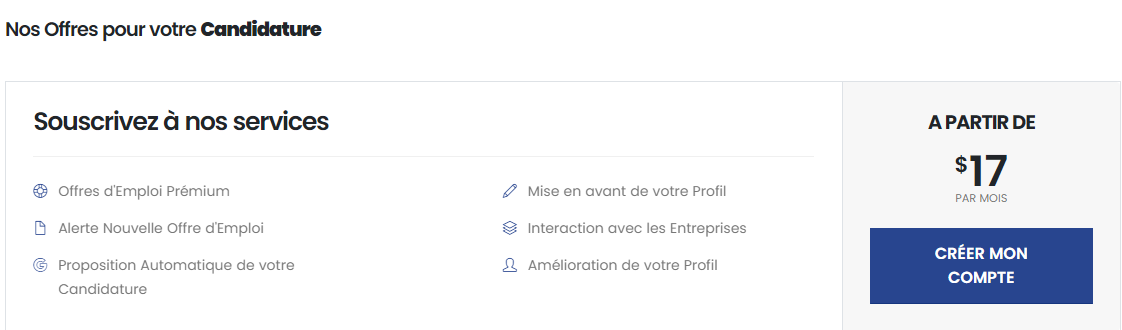 Nos Offres pour votre Candidature
Souscrivez à nos services
Offres d'Emploi Prémium
Alerte Nouvelle Offre d'Emploi
Proposition Automatique de votre
Candidature
Mise en avant de votre Profil
Interaction avec les Entreprises
Amélioration de votre Profil
A PARTIR DE
$17
PAR MOIS
CRÉER MON
COMPTE